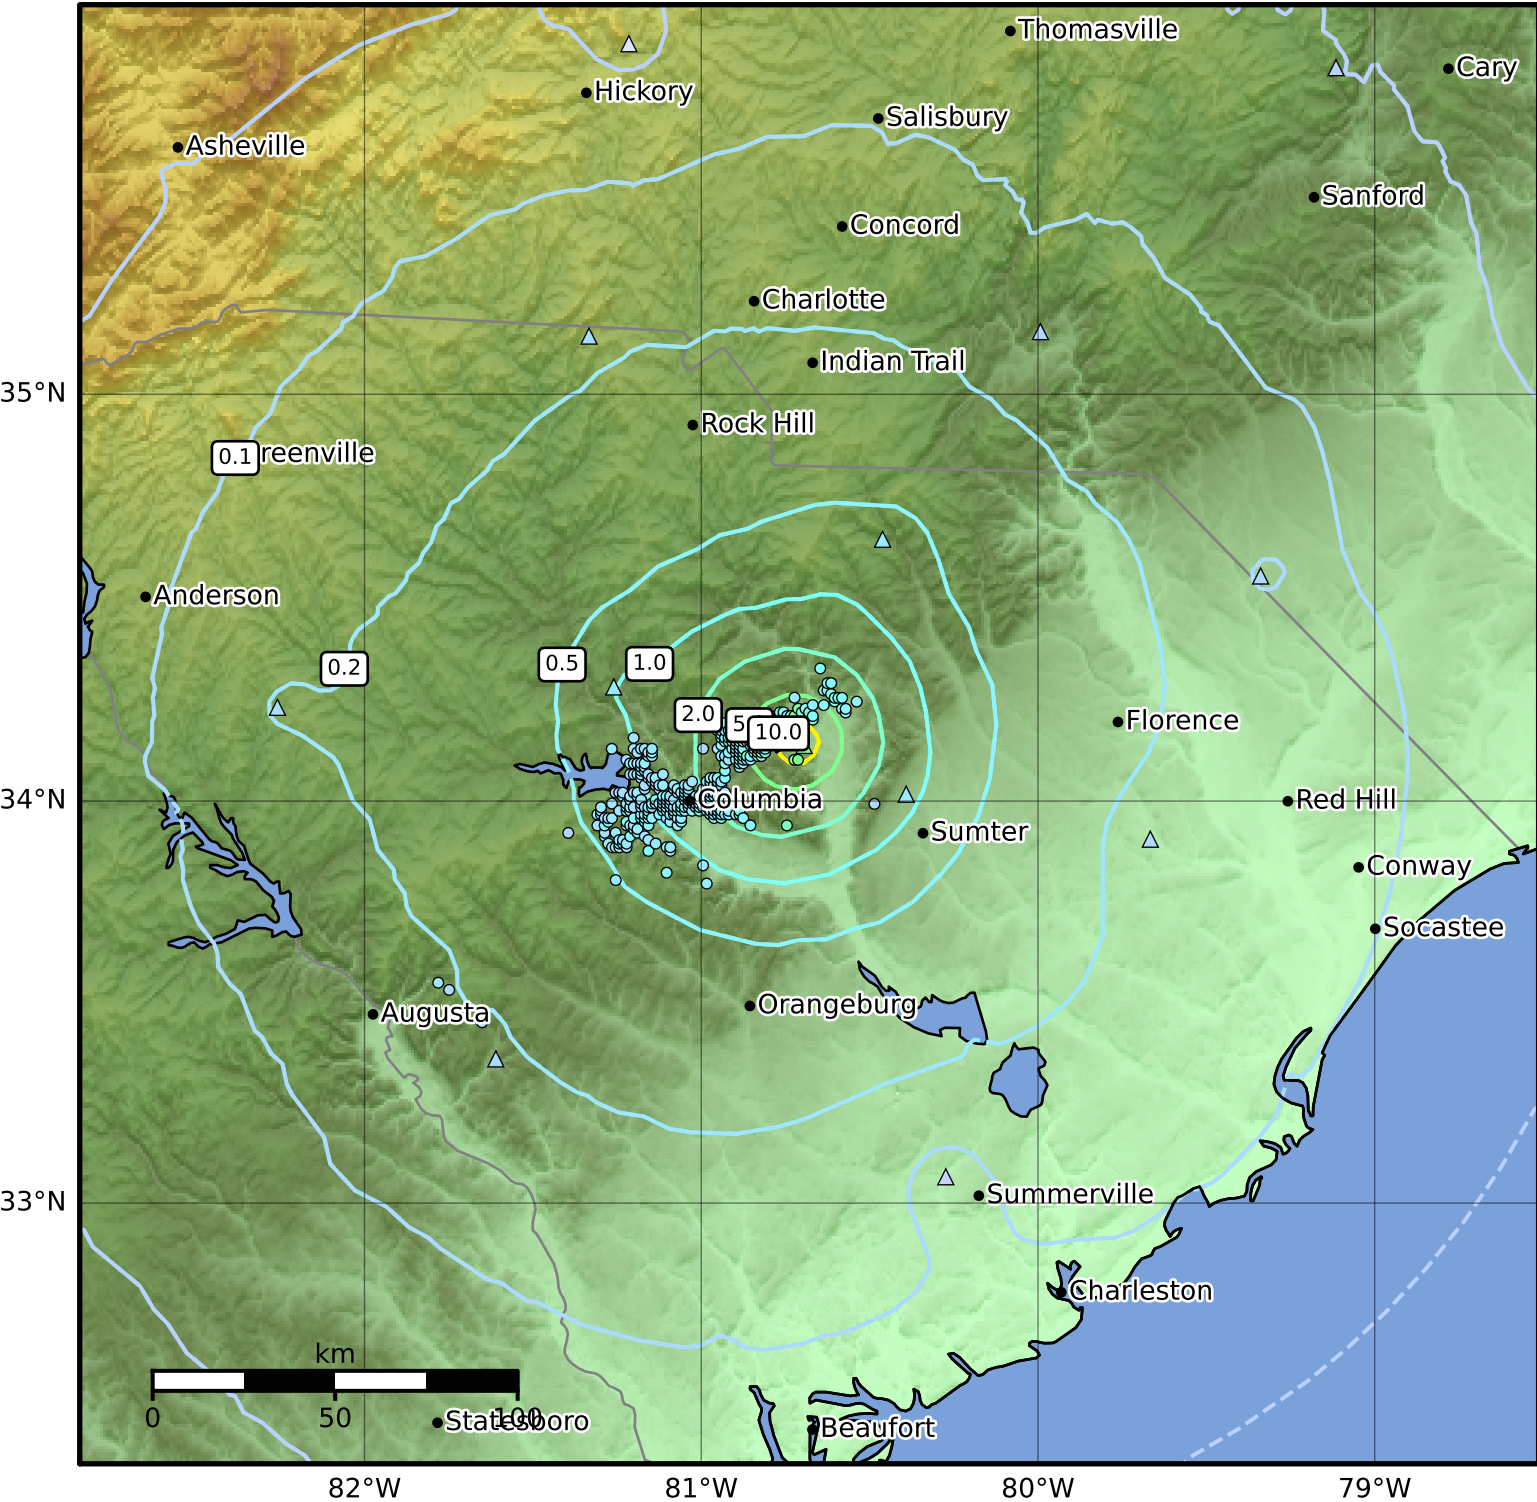 Thomasville
Cary
Hickory
Salisbury
Asheville
Sanford
Concord
Charlotte
Indian Trail
35°N
Rock Hill
0.1
reenville
Anderson
0.2
0.5
1.0
2.0
5
10.0
Florence
34°N
Columbia
Red Hill
Sumter
Conway
Socastee
Orangeburg
Augusta
33°N
Summerville
Charleston
km
0
50
100
Statesboro
Beaufort
82°W
81°W
80°W
79°W